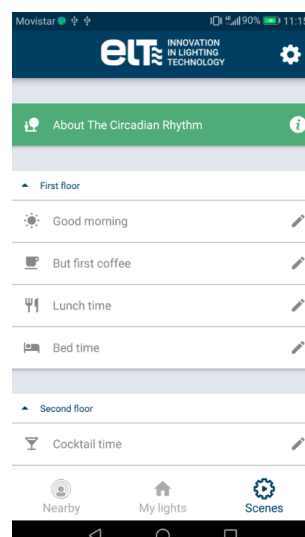 Movistar 90% 11:15
eLT INNOVATION
IN LIGHTING
TECHNOLOGY
About The Circadian Rhythm
First floor
Good morning
But first coffee
Lunch time
Bed time
Second floor
Cocktail time
Nearby My lights Scenes